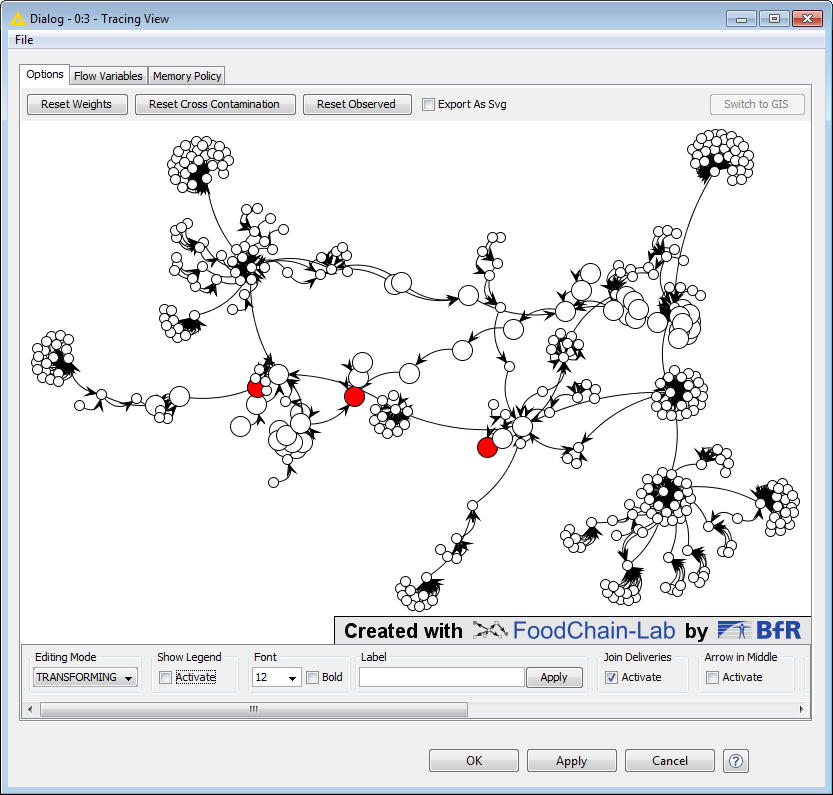 Dialog - 0:3 - Tracing View
File
Options Flow Variables Memory Policy
Reset Weights Reset Cross Contamination Reset Observed Export As Svg Switch to GIS
Created with FoodChain-Lab by BfR
Editing Mode Show Legend Font Label Join Deliveries Arrow in Middle
TRANSFORMING Activate 12 Bold Apply Activate Activate
OK Apply Cancel ?